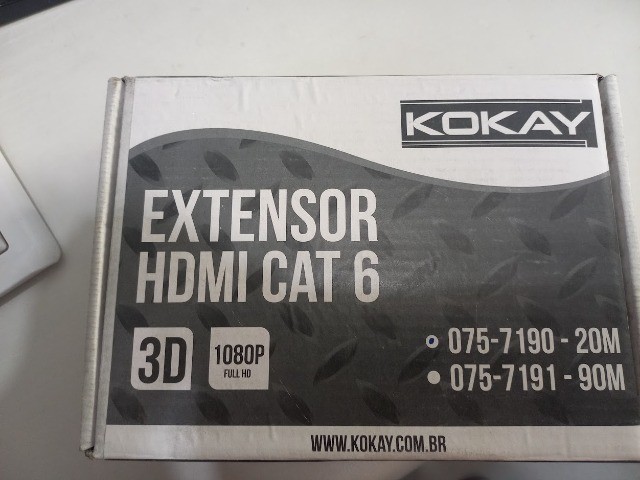 KOKAY
EXTENSOR
HDMI CAT 6
3D
1080P
FULL HD
075-7190 - 20M
075-7191 - 90M
WWW.KOKAY.COM.BR